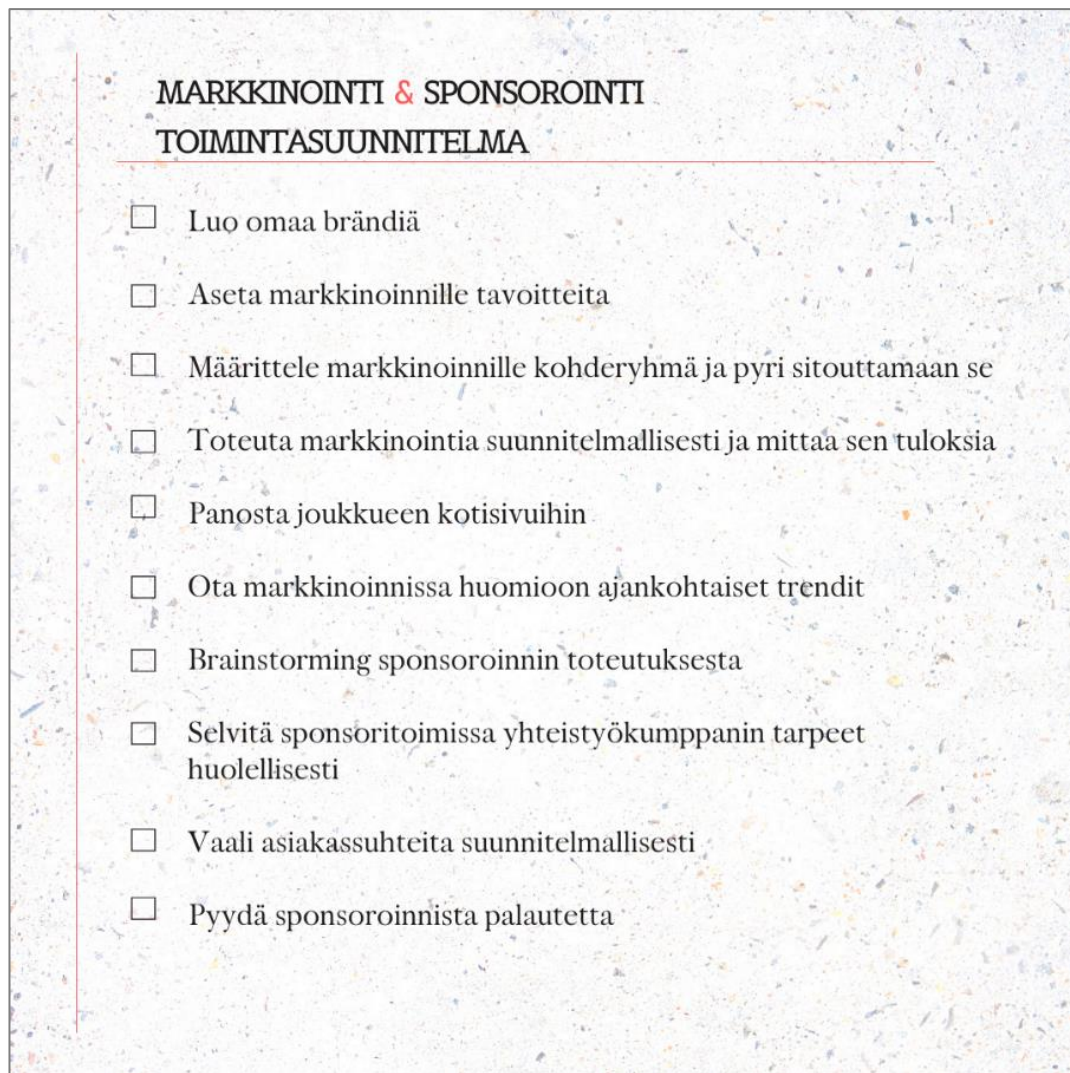 MARKKINOINTI & SPONSOROINTI
TOIMINTASUUNNITELMA
Luo omaa brändiä
Aseta markkinoinnille tavoitteita
Määrittele markkinoinnille kohderyhmä ja pyri sitouttamaan se
Toteuta markkinointia suunnitelmallisesti ja mittaa sen tuloksia
Panosta joukkueen kotisivuihin
Ota markkinoinnissa huomioon ajankohtaiset trendit
Brainstorming sponsoroinnin toteutuksesta
Selvitä sponsoritoimissa yhteistyökumppanin tarpeet
huolellisesti
Vaali asiakassuhteita suunnitelmallisesti
Pyydä sponsoroinnista palautetta